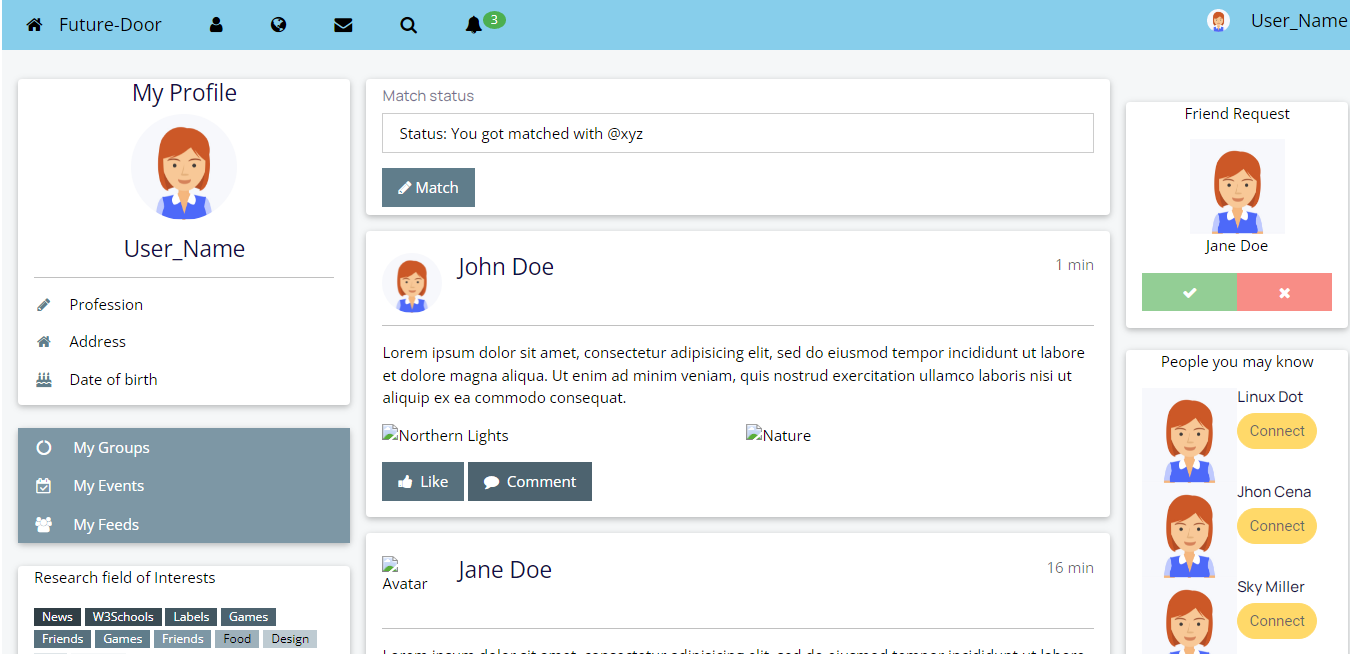 Future-Door
3
User_Name
My Profile
User_Name
Profession
Address
Date of birth
My Groups
My Events
My Feeds
Research field of Interests
News W3Schools Labels Games
Friends Games Friends Food Design
Match status
Status: You got matched with @xyz
Match
John Doe
1 min
Lorem ipsum dolor sit amet, consectetur adipisicing elit, sed do eiusmod tempor incididunt ut labore
et dolore magna aliqua. Ut enim ad minim veniam, quis nostrud exercitation ullamco laboris nisi ut
aliquip ex ea commodo consequat.
Northern Lights
Nature
Like
Comment
Avatar
Jane Doe
16 min
Friend Request
Jane Doe
People you may know
Linux Dot
Connect
Jhon Cena
Connect
Sky Miller
Connect